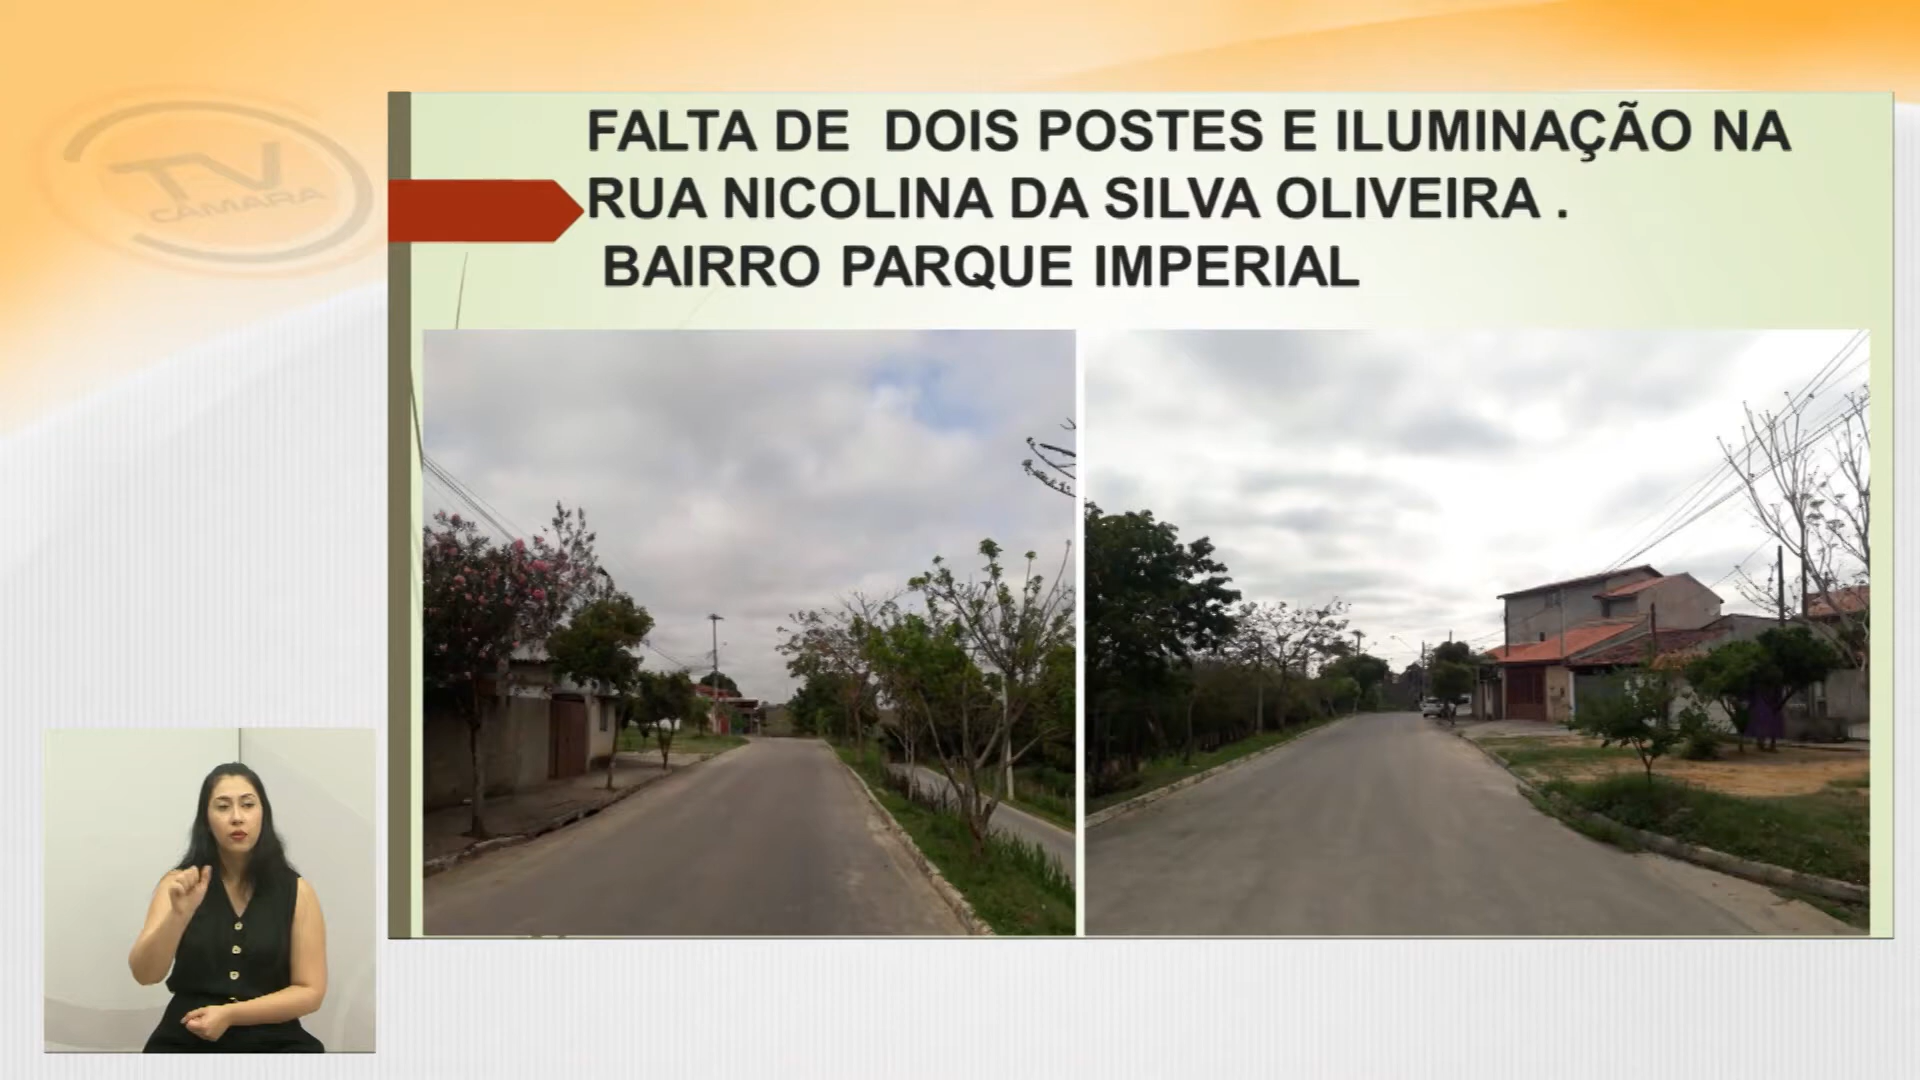 TV
CÂMARA
FALTA DE DOIS POSTES E ILUMINAÇÃO NA
RUA NICOLINA DA SILVA OLIVEIRA .
BAIRRO PARQUE IMPERIAL